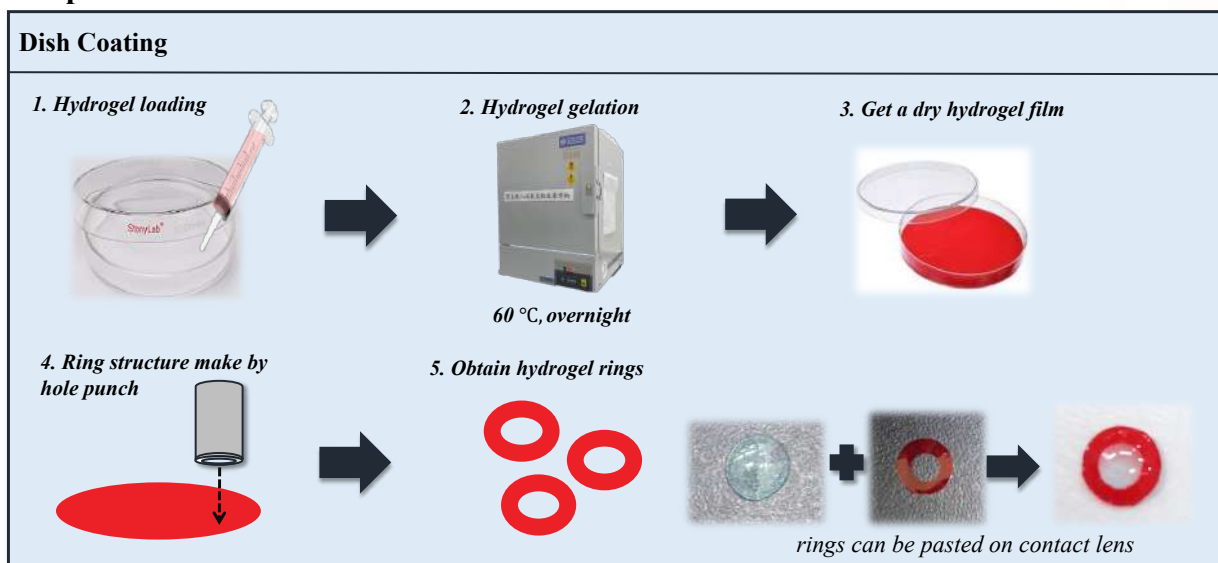 Dish Coating
1. Hydrogel loading
2. Hydrogel gelation
3. Get a dry hydrogel film
StonyLab®
60 °C, overnight
4. Ring structure make by
hole punch
5. Obtain hydrogel rings
rings can be pasted on contact lens